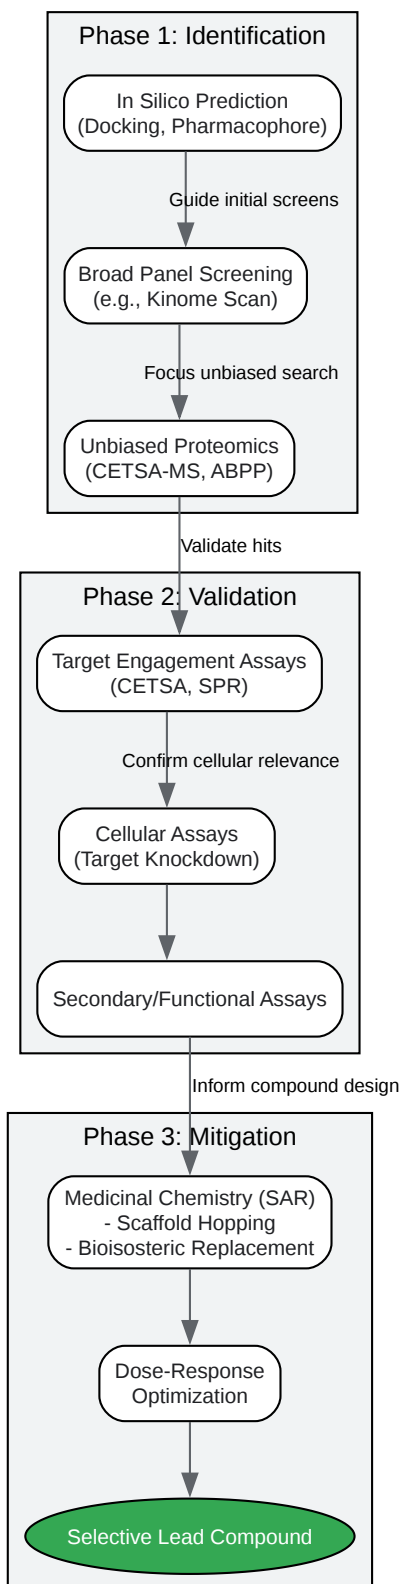 Phase 1: Identification
In Silico Prediction
(Docking, Pharmacophore)
Guide initial screens
Broad Panel Screening
(e.g., Kinome Scan)
Focus unbiased search
Unbiased Proteomics
(CETSA-MS, ABPP)
Validate hits
Phase 2: Validation
Target Engagement Assays
(CETSA, SPR)
Confirm cellular relevance
Cellular Assays
(Target Knockdown)
Secondary/Functional Assays
Inform compound design
Phase 3: Mitigation
Medicinal Chemistry (SAR)
- Scaffold Hopping
- Bioisosteric Replacement
Dose-Response
Optimization
Selective Lead Compound